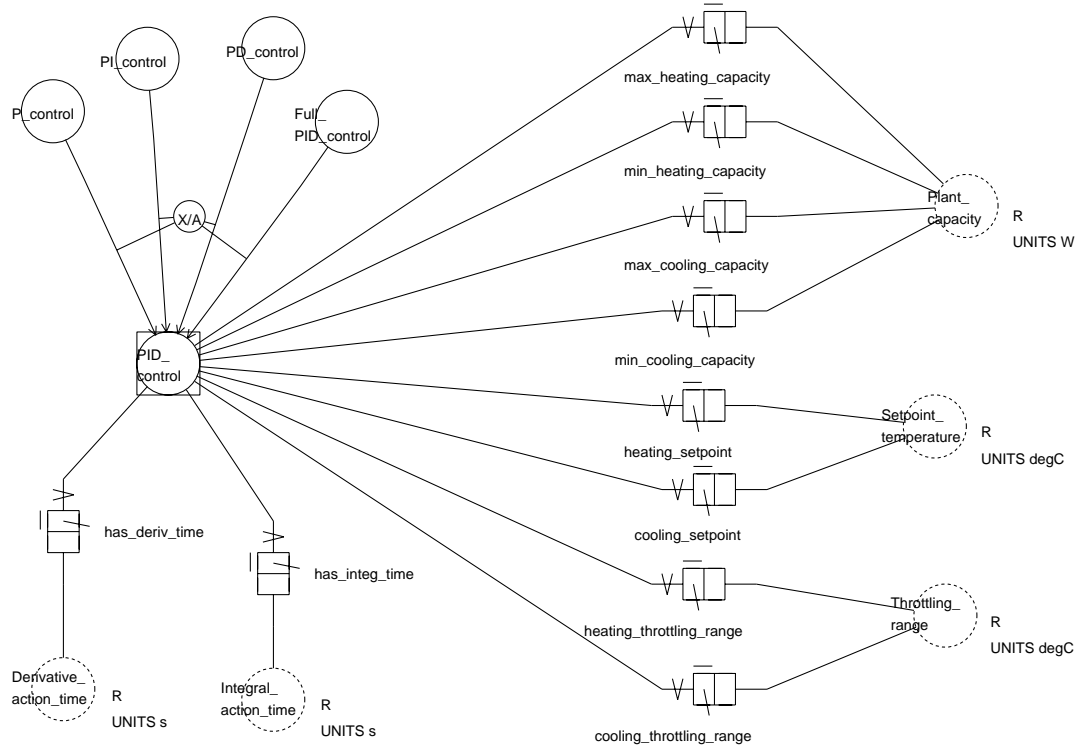 PI_control
PD_control
P_control
Full_
PID_control
X/A
PID_
control
has_deriv_time
has_integ_time
Derivative_
action_time
R
UNITS s
Integral_
action_time
R
UNITS s
max_heating_capacity
min_heating_capacity
max_cooling_capacity
min_cooling_capacity
Plant_
capacity
R
UNITS W
heating_setpoint
cooling_setpoint
Setpoint_
temperature
R
UNITS degC
heating_throttling_range
cooling_throttling_range
Throttling_
range
R
UNITS degC